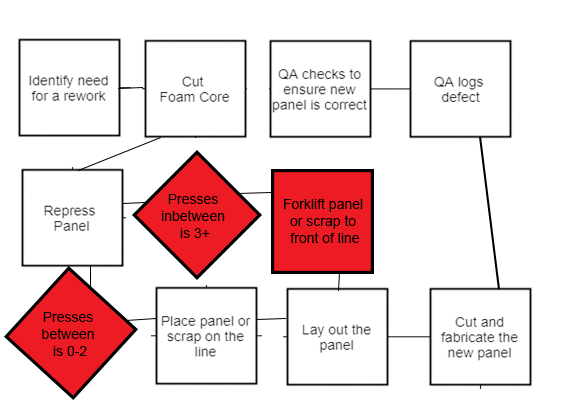 Identify need
for a rework
Cut
Foam Core
QA checks to
ensure new
panel is correct
QA logs
defect
Repress
Panel
Presses
inbetween
is 3+
Forklift panel
or scrap to
front of line
Presses
between
is 0-2
Place panel or
scrap on the
line
Lay out the
panel
Cut and
fabricate the
new panel